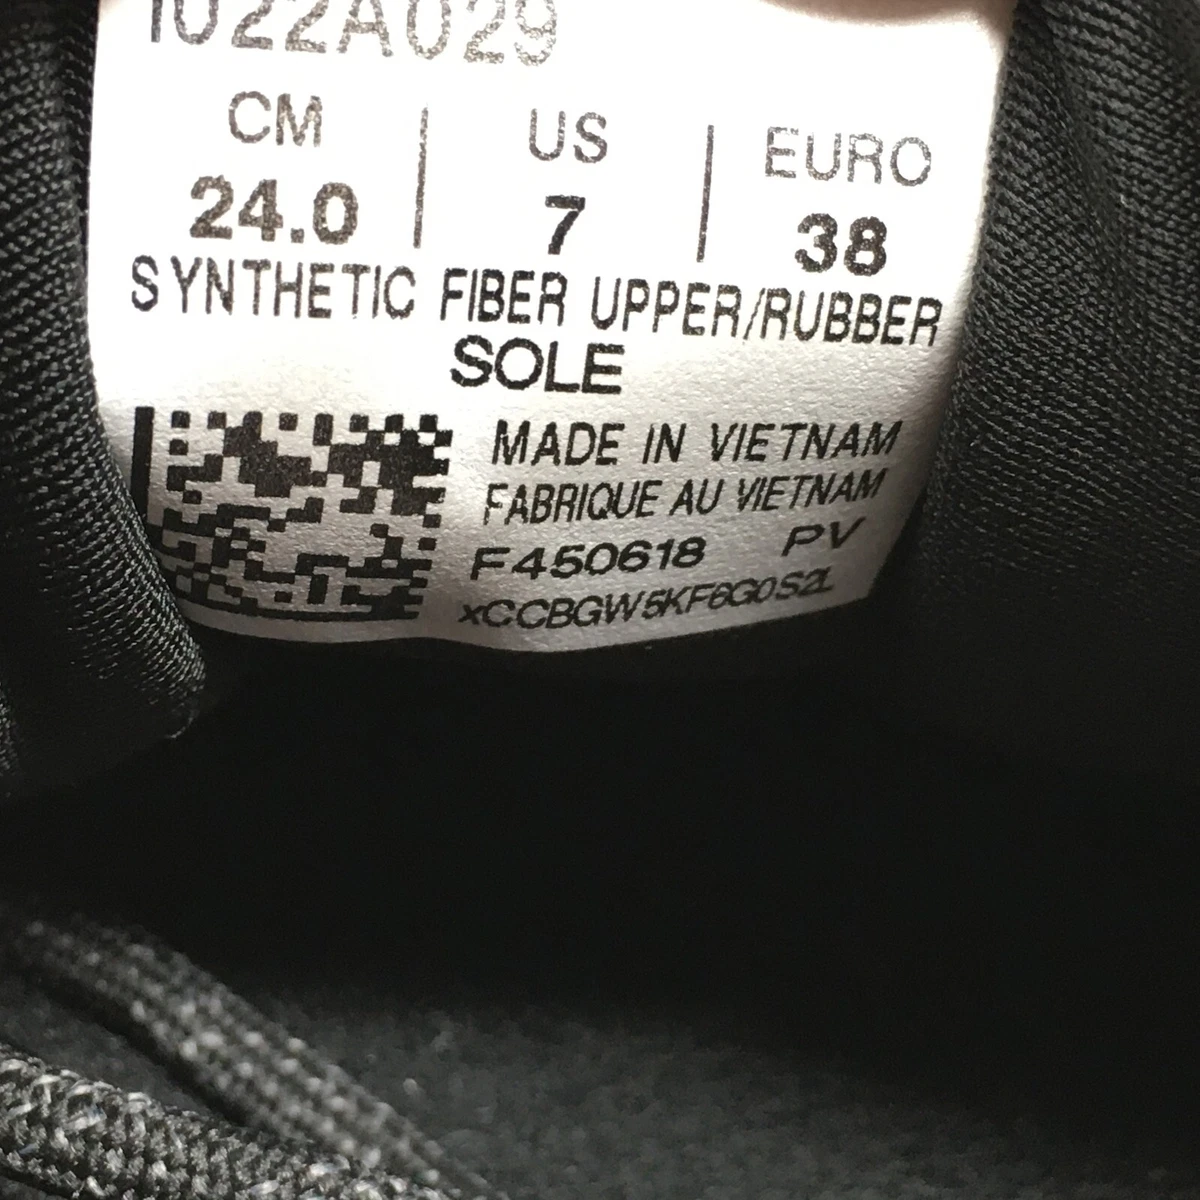 1022A029
CM US EURO
24.0 7 38
SYNTHETIC FIBER UPPER/RUBBER
SOLE
MADE IN VIETNAM
FABRIQUE AU VIETNAM
F450618 PV
xCCBGW5KF6G0S2L